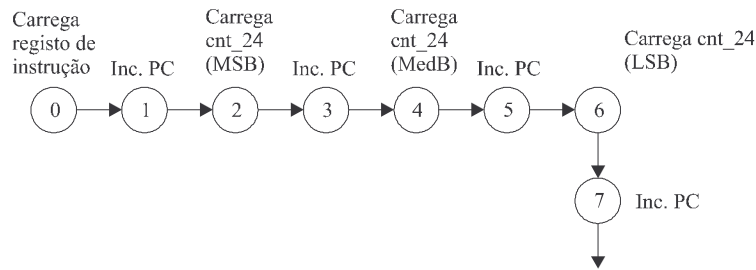 Carrega
registo de
instrução
Inc. PC
Carrega
cnt_24
(MSB)
Inc. PC
Carrega
cnt_24
(MedB)
Inc. PC
Carrega cnt_24
(LSB)
0
1
2
3
4
5
6
7
Inc. PC